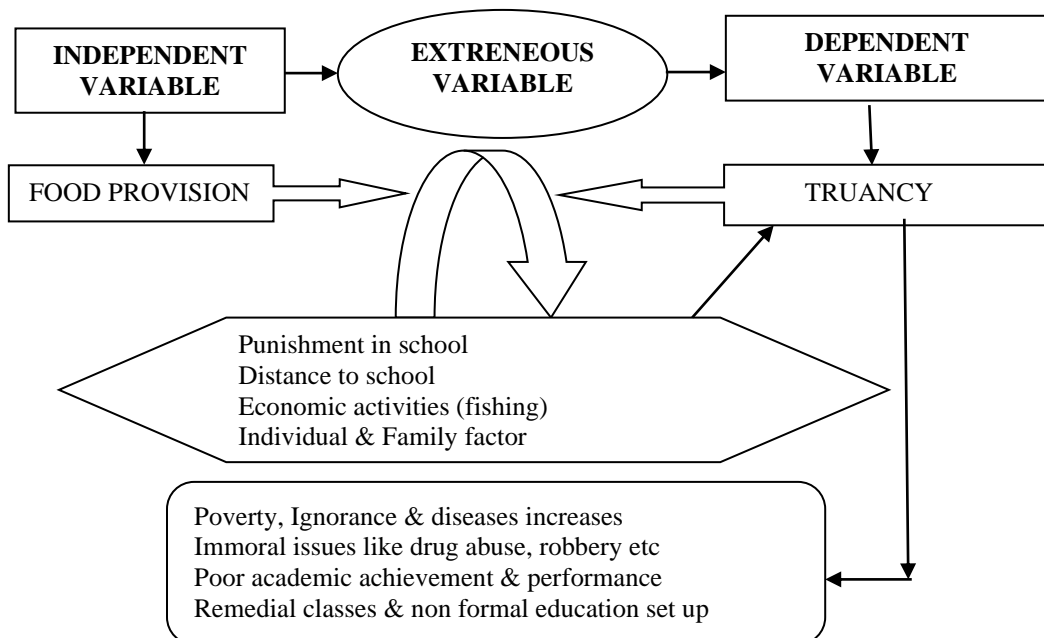 INDEPENDENT
VARIABLE
EXTRENEOUS
VARIABLE
DEPENDENT
VARIABLE
FOOD PROVISION
TRUANCY
Punishment in school
Distance to school
Economic activities (fishing)
Individual & Family factor
Poverty, Ignorance & diseases increases
Immoral issues like drug abuse, robbery etc
Poor academic achievement & performance
Remedial classes & non formal education set up